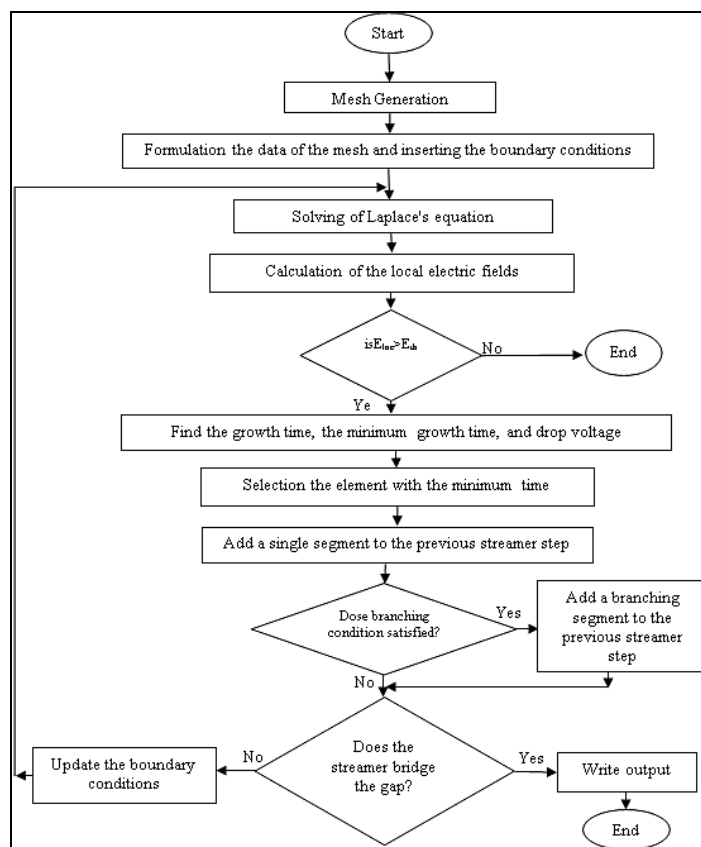 Start
Mesh Generation
Formulation the data of the mesh and inserting the boundary conditions
Solving of Laplace's equation
Calculation of the local electric fields
isEloc>Eth
No
End
Ye
Find the growth time, the minimum growth time, and drop voltage
Selection the element with the minimum time
Add a single segment to the previous streamer step
Dose branching
condition satisfied?
Yes
Add a branching
segment to the
previous streamer
step
No
Does the
streamer bridge
the gap?
No
Update the boundary
conditions
Yes
Write output
End